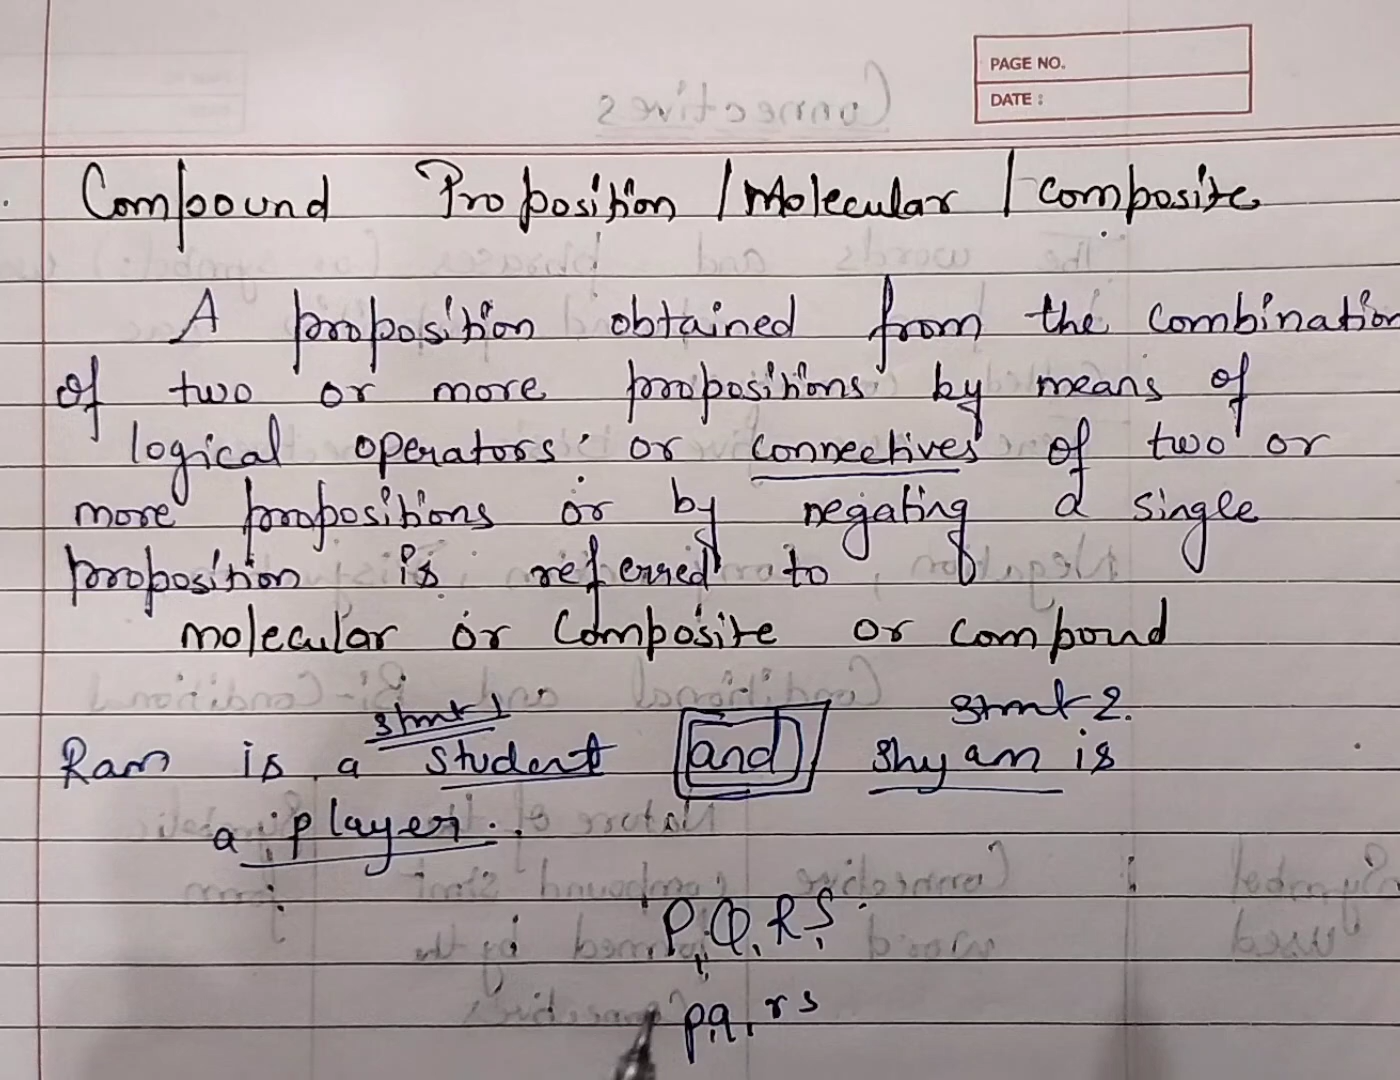 PAGE NO.
DATE :
Compound Proposition / Molecular / composite
A proposition obtained from the combination
of two or more propositions by means of
logical operators or connectives of two or
more propositions or by negating a single
proposition is referred to
molecular or Composite or compound
stmt 1 stmt 2.
Ram is a student and Shyam is
a player.
P, Q, R, S
p, q, r s